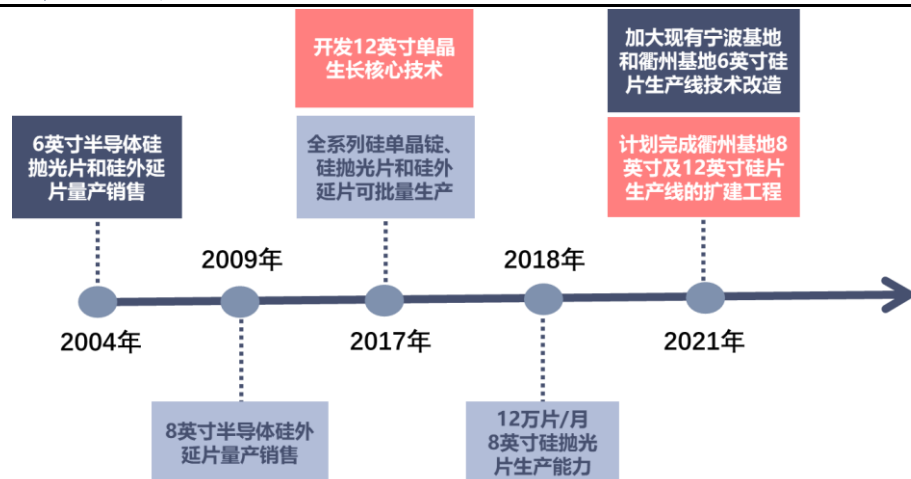 开发12英寸单晶
生长核心技术
加大现有宁波基地
和衢州基地6英寸硅
片生产线技术改造
6英寸半导体硅
抛光片和硅外延
片量产销售
全系列硅单晶锭、
硅抛光片和硅外
延片可批量生产
计划完成衢州基地8
英寸及12英寸硅片
生产线的扩建工程
2009年
2018年
2004年
2017年
2021年
8英寸半导体硅外
延片量产销售
12万片/月
8英寸硅抛光
片生产能力